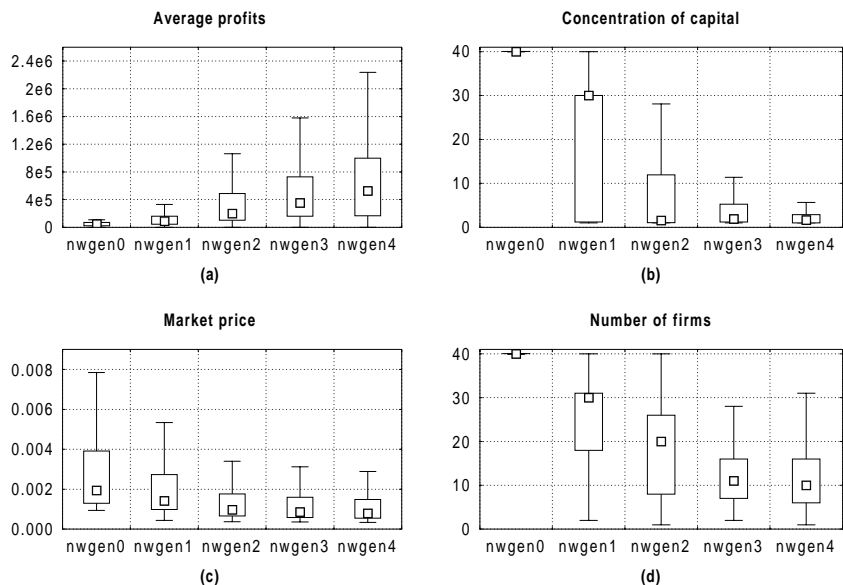 Average profits
2.4e6
2e6
1.6e6
1.2e6
8e5
4e5
0
nwgen0 nwgen1 nwgen2 nwgen3 nwgen4
(a)
Concentration of capital
40
30
20
10
0
nwgen0 nwgen1 nwgen2 nwgen3 nwgen4
(b)
Market price
0.008
0.006
0.004
0.002
0.000
nwgen0 nwgen1 nwgen2 nwgen3 nwgen4
(c)
Number of firms
40
30
20
10
0
nwgen0 nwgen1 nwgen2 nwgen3 nwgen4
(d)